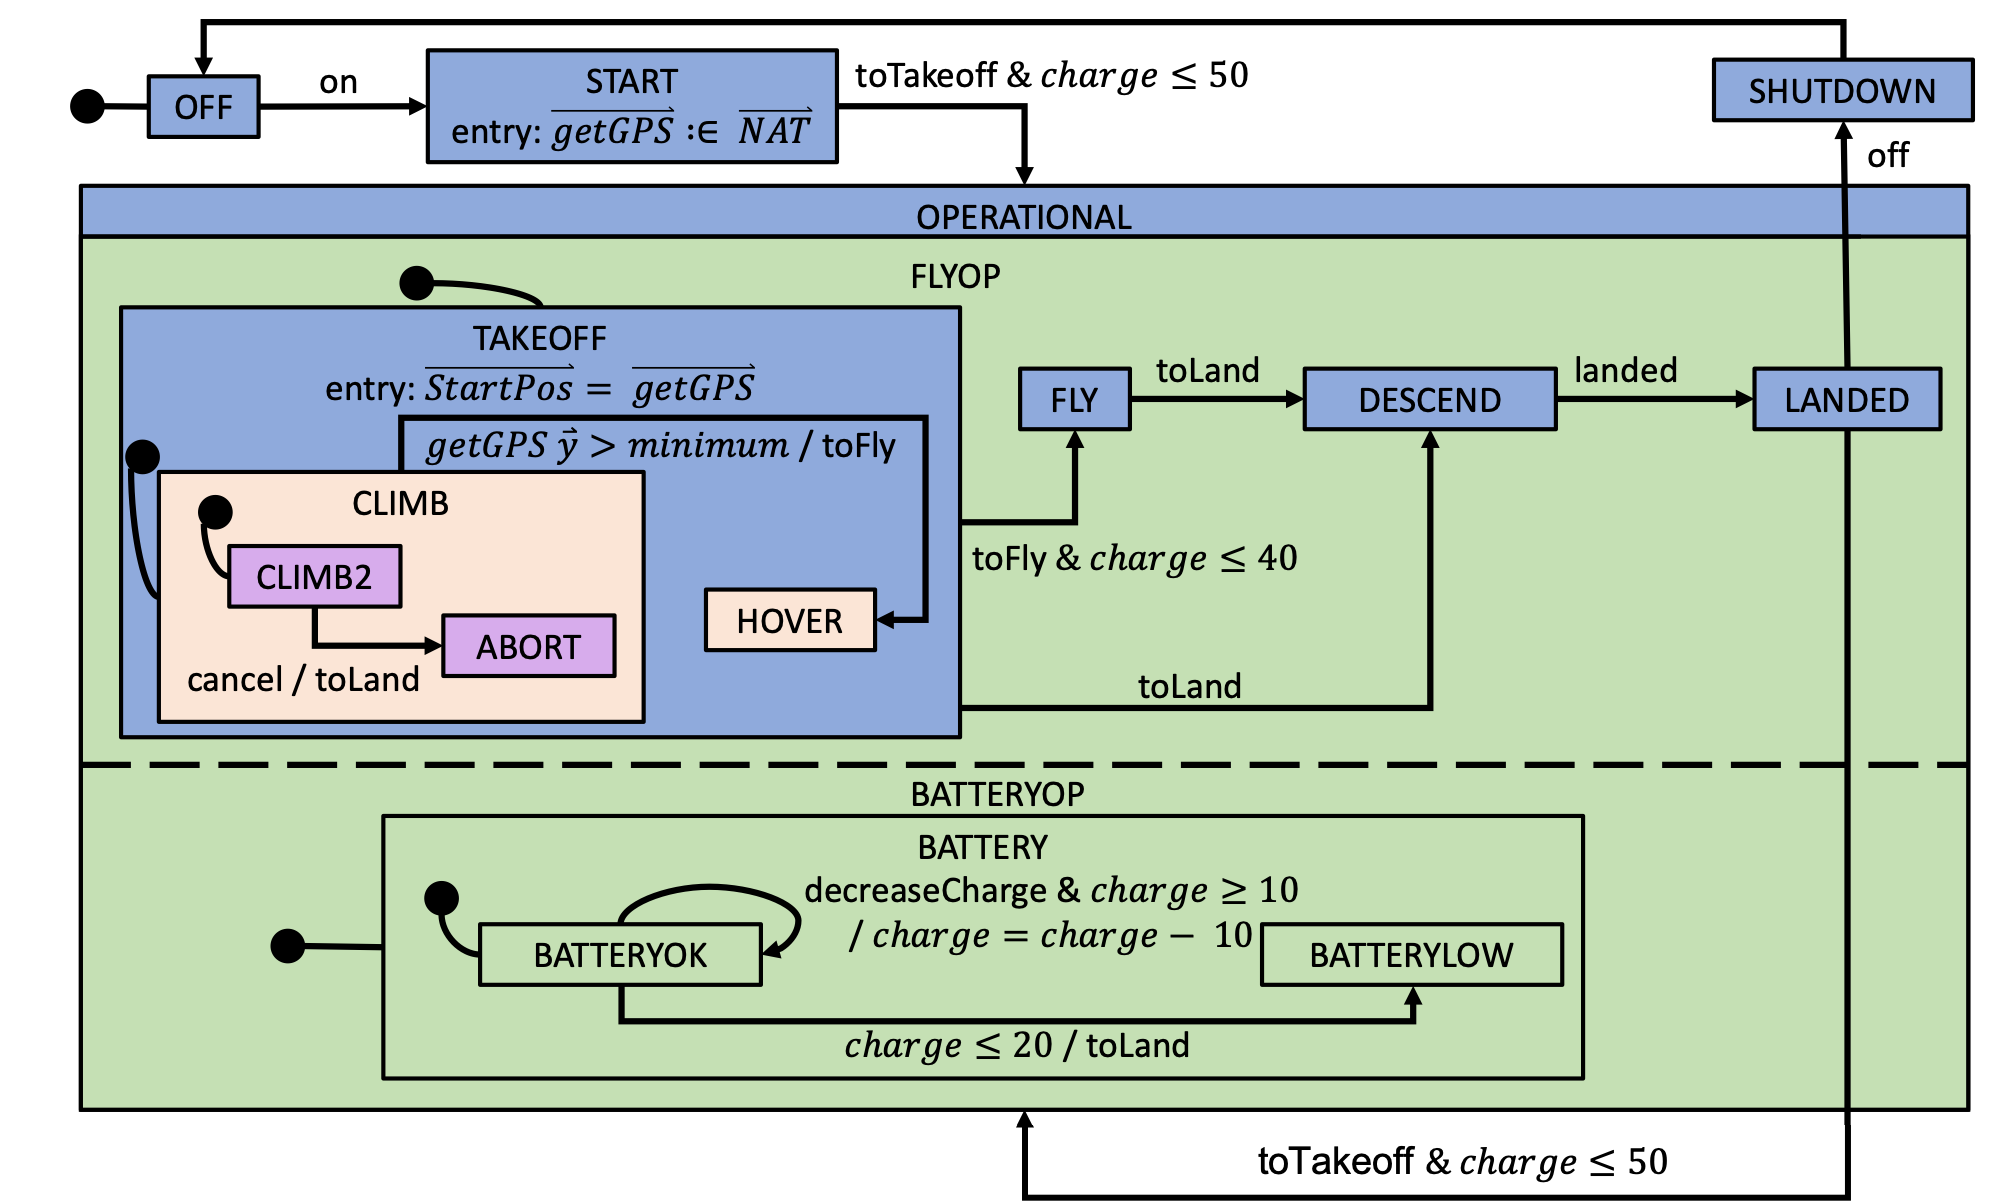 OFF
on
START
entry: $\overrightarrow{getGPS} :\in \overrightarrow{NAT}$
toTakeoff & $charge \leq 50$
SHUTDOWN
off
OPERATIONAL
FLYOP
TAKEOFF
entry: $\overrightarrow{StartPos} = \overrightarrow{getGPS}$
$getGPS\ \vec{y} > minimum$ / toFly
CLIMB
CLIMB2
ABORT
cancel / toLand
HOVER
FLY
toLand
DESCEND
landed
LANDED
toFly & $charge \leq 40$
toLand
BATTERYOP
BATTERY
decreaseCharge & $charge \geq 10$
/ $charge = charge - 10$
BATTERYOK
BATTERYLOW
$charge \leq 20$ / toLand
toTakeoff & $charge \leq 50$